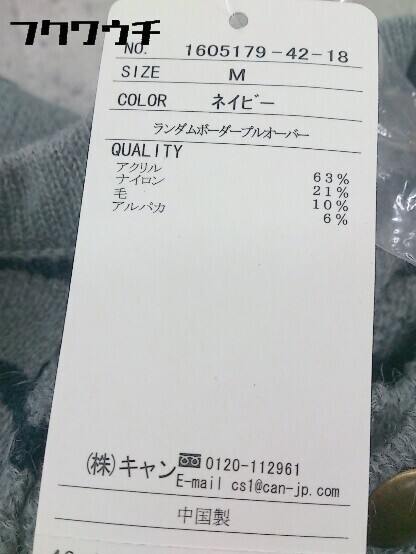 フクワウチ
NO. 1605179-42-18
SIZE M
COLOR ネイビー
ランダムボーダープルオーバー
QUALITY
アクリル 63%
ナイロン 21%
毛 10%
アルパカ 6%
(株)キャン 0120-112961
E-mail cs1@can-jp.com
中国製